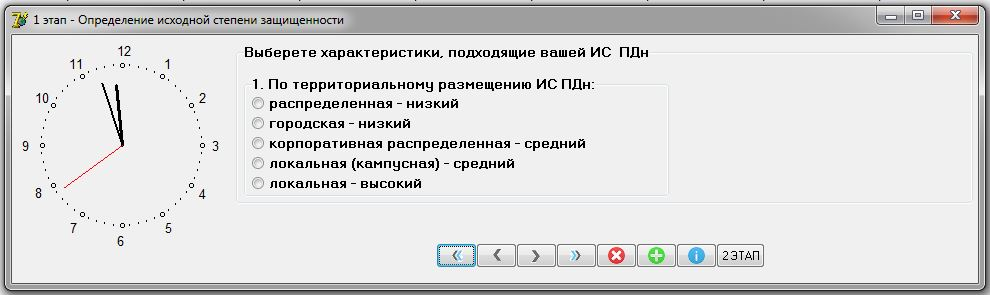 1 этап - Определение исходной степени защищенности
12
11
1
10
2
9
3
8
4
7
5
6
Выберете характеристики, подходящие вашей ИС ПДн
1. По территориальному размещению ИС ПДн:
распределенная - низкий
городская - низкий
корпоративная распределенная - средний
локальная (кампусная) - средний
локальная - высокий
2 ЭТАП